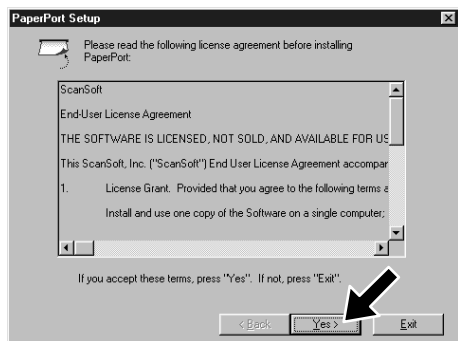 PaperPort Setup
Please read the following license agreement before installing
PaperPort:
ScanSoft
End-User License Agreement
THE SOFTWARE IS LICENSED, NOT SOLD, AND AVAILABLE FOR US
This ScanSoft, Inc. ("ScanSoft") End User License Agreement accompan
1. License Grant. Provided that you agree to the following terms a
Install and use one copy of the Software on a single computer;
If you accept these terms, press "Yes". If not, press "Exit".
< Back Yes > Exit